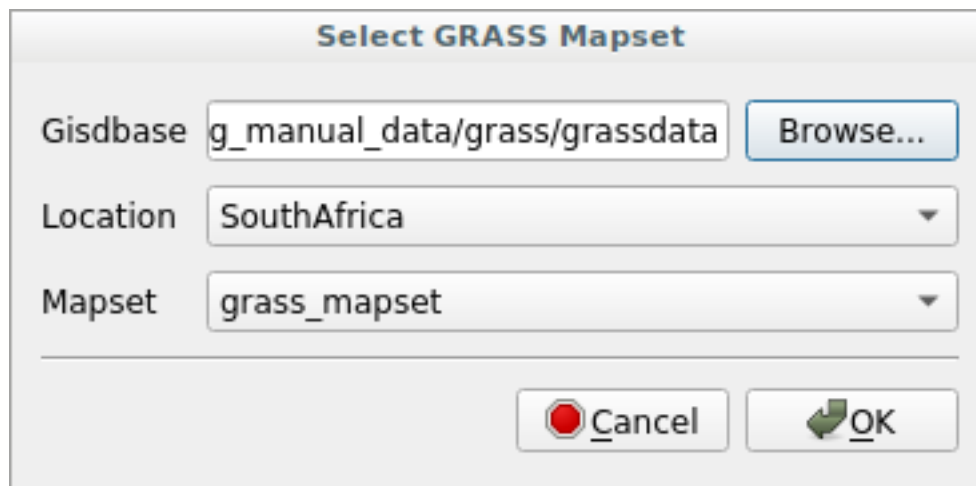 Select GRASS Mapset
Gisdbase g_manual_data/grass/grassdata Browse...
Location SouthAfrica
Mapset grass_mapset
Cancel OK